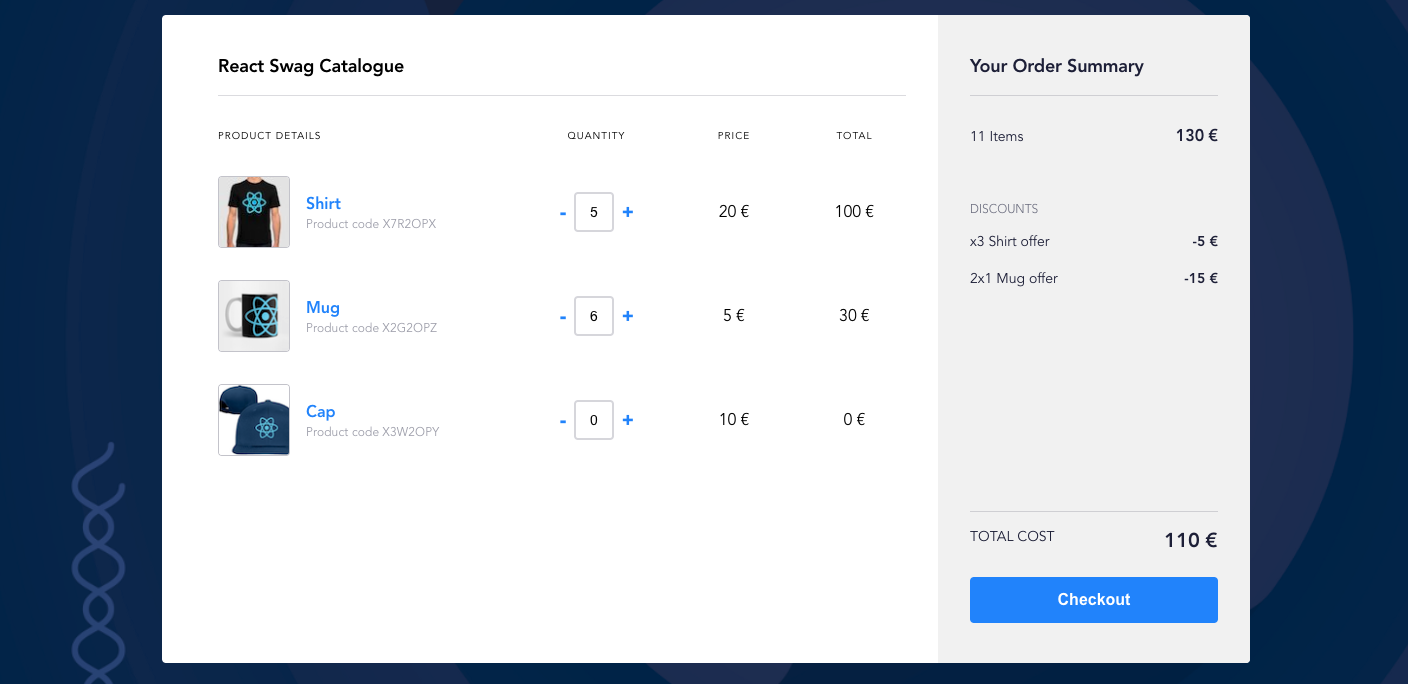 React Swag Catalogue
PRODUCT DETAILS QUANTITY PRICE TOTAL
Shirt
Product code X7R2OPX
- 5 + 20 € 100 €
Mug
Product code X2G2OPZ
- 6 + 5 € 30 €
Cap
Product code X3W2OPY
- 0 + 10 € 0 €
Your Order Summary
11 Items 130 €
DISCOUNTS
x3 Shirt offer -5 €
2x1 Mug offer -15 €
TOTAL COST 110 €
Checkout